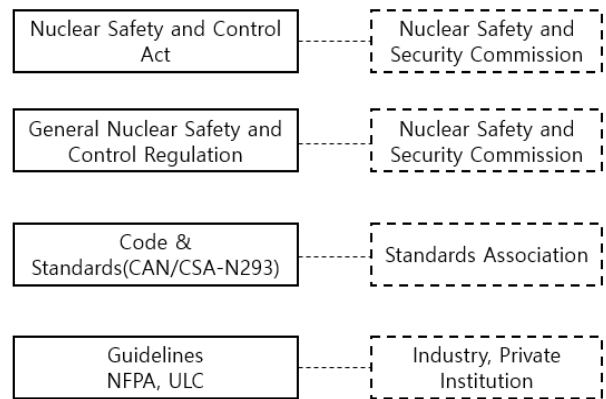 Nuclear Safety and Control
Act
Nuclear Safety and
Security Commission
General Nuclear Safety and
Control Regulation
Nuclear Safety and
Security Commission
Code &
Standards(CAN/CSA-N293)
Standards Association
Guidelines
NFPA, ULC
Industry, Private
Institution